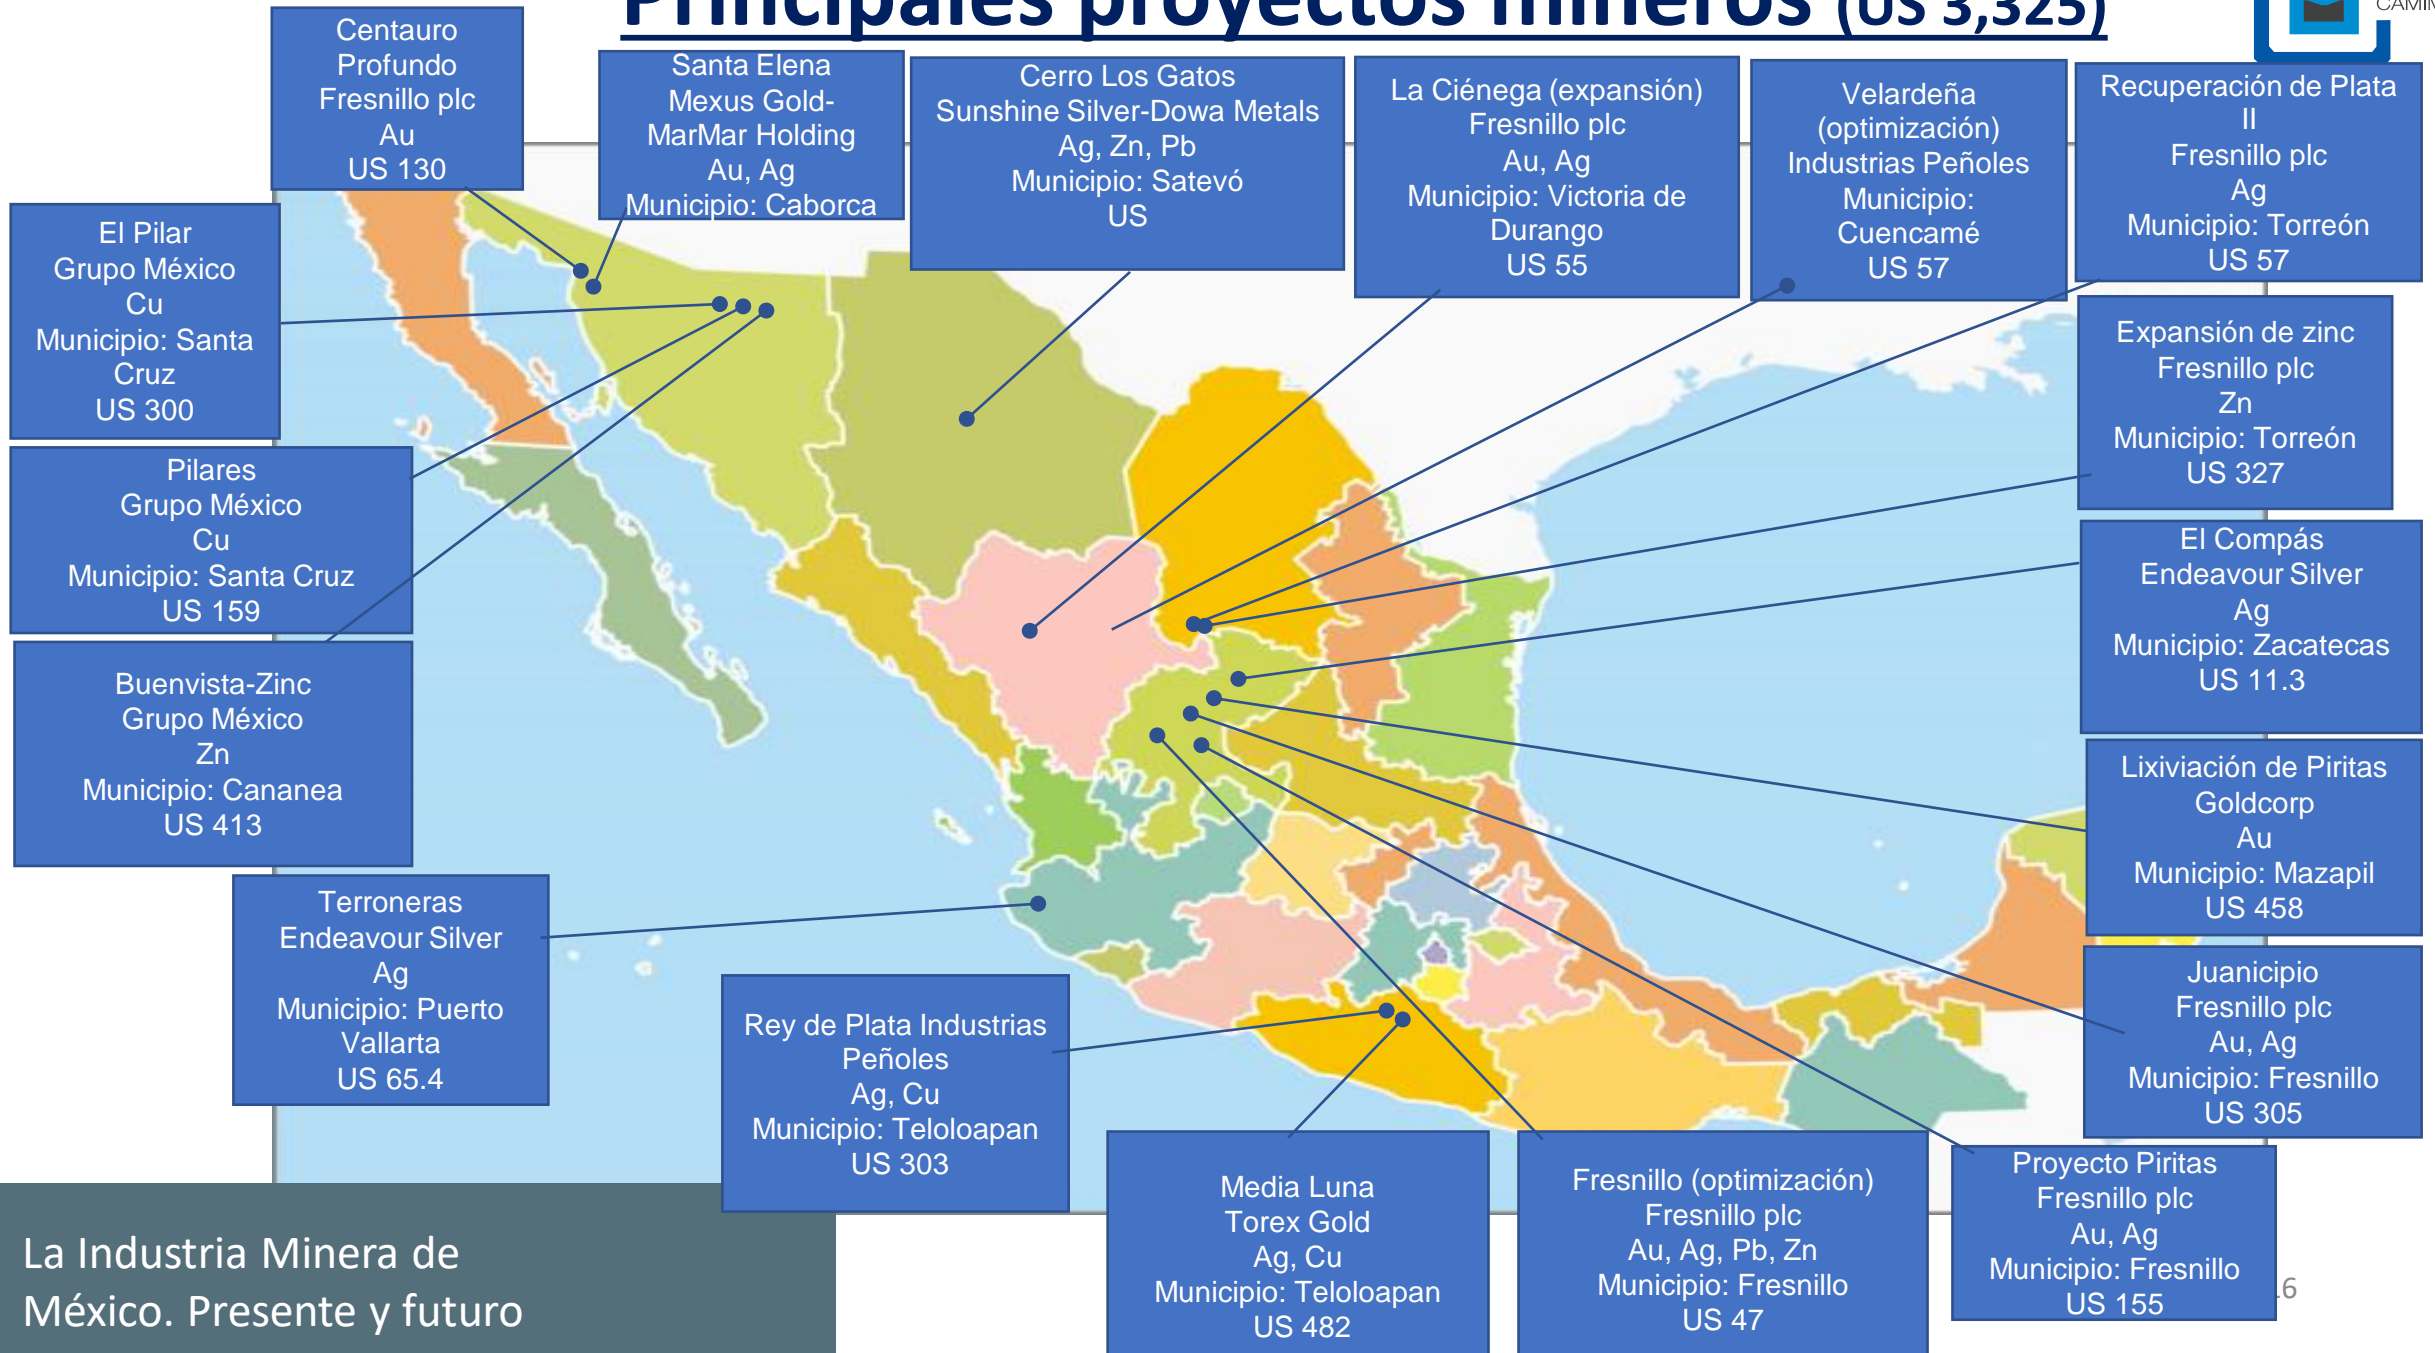 Principales proyectos mineros (US 3,325)
CAMIM
Centauro
Profundo
Fresnillo plc
Au
US 130
Santa Elena
Mexus Gold-
MarMar Holding
Au, Ag
Municipio: Caborca
Cerro Los Gatos
Sunshine Silver-Dowa Metals
Ag, Zn, Pb
Municipio: Satevó
US
La Ciénega (expansión)
Fresnillo plc
Au, Ag
Municipio: Victoria de
Durango
US 55
Velardeña
(optimización)
Industrias Peñoles
Municipio:
Cuencamé
US 57
Recuperación de Plata
II
Fresnillo plc
Ag
Municipio: Torreón
US 57
El Pilar
Grupo México
Cu
Municipio: Santa
Cruz
US 300
Expansión de zinc
Fresnillo plc
Zn
Municipio: Torreón
US 327
Pilares
Grupo México
Cu
Municipio: Santa Cruz
US 159
El Compás
Endeavour Silver
Ag
Municipio: Zacatecas
US 11.3
Buenvista-Zinc
Grupo México
Zn
Municipio: Cananea
US 413
Lixiviación de Piritas
Goldcorp
Au
Municipio: Mazapil
US 458
Terroneras
Endeavour Silver
Ag
Municipio: Puerto
Vallarta
US 65.4
Rey de Plata Industrias
Peñoles
Ag, Cu
Municipio: Teloloapan
US 303
Juanicipio
Fresnillo plc
Au, Ag
Municipio: Fresnillo
US 305
Media Luna
Torex Gold
Ag, Cu
Municipio: Teloloapan
US 482
Fresnillo (optimización)
Fresnillo plc
Au, Ag, Pb, Zn
Municipio: Fresnillo
US 47
Proyecto Piritas
Fresnillo plc
Au, Ag
Municipio: Fresnillo
US 155
La Industria Minera de
México. Presente y futuro